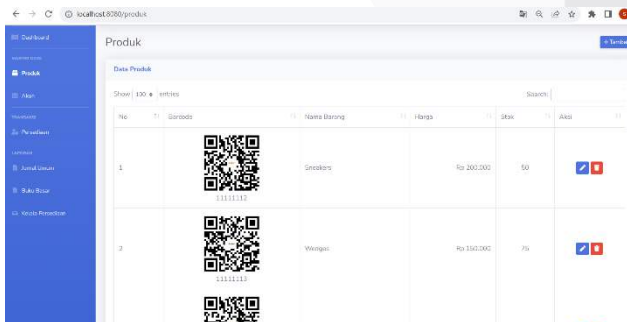 localhost:8080/produk
Dashboard
Produk
+ Tambah
Produk
Data Produk
Akun
Show 100 entries
Search:
No
Barcode
Nama Barang
Harga
Stok
Aksi
Persediaan
1
11111112
Sneakers
Rp 200.000
50
Jurnal Umum
Buku Besar
Kelola Persediaan
2
11111113
Wedges
Rp 150.000
75